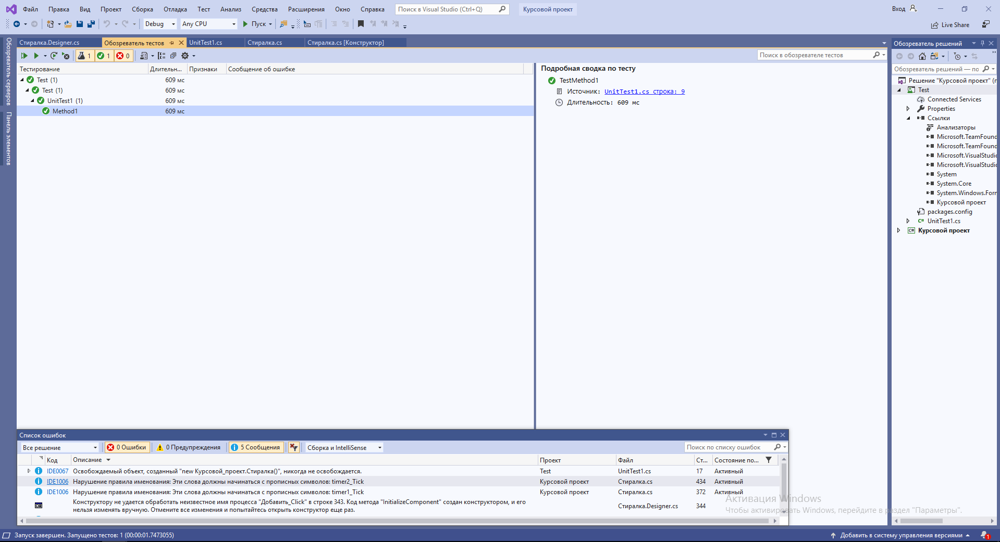 Файл Правка Вид Проект Сборка Отладка Тест Анализ Средства Расширения Окно Справка Поиск в Visual Studio (Ctrl+Q) Курсовой проект Вход
Debug Any CPU Пуск Live Share
Обозреватель серверов
Панель элементов
Стиралка.Designer.cs Обозреватель тестов UnitTest1.cs Стиралка.cs Стиралка.cs [Конструктор]
1 1 0 Поиск в обозревателе тестов
Тестирование Длительн... Признаки Сообщение об ошибке
Test (1) 609 мс
Test (1) 609 мс
UnitTest1 (1) 609 мс
Method1 609 мс
Подробная сводка по тесту
TestMethod1
Источник: UnitTest1.cs строка: 9
Длительность: 609 мс
Обозреватель решений
Обозреватель решений — по
Решение "Курсовой проект" (
Test
Connected Services
Properties
Ссылки
Анализаторы
Microsoft.TeamFound
Microsoft.TeamFound
Microsoft.VisualStudio
Microsoft.VisualStudio
System
System.Core
System.Windows.Forn
Курсовой проект
packages.config
UnitTest1.cs
Курсовой проект
Список ошибок
Все решение 0 Ошибки 0 Предупреждения 5 Сообщения Сборка и IntelliSense Поиск по списку ошибок
Код Описание Проект Файл Ст... Состояние по...
IDE0067 Освобождаемый объект, созданный "new Курсовой_проект.Стиралка()", никогда не освобождается. Test UnitTest1.cs 17 Активный
IDE1006 Нарушение правила именования: Эти слова должны начинаться с прописных символов: timer2_Tick Курсовой проект Стиралка.cs 434 Активный
IDE1006 Нарушение правила именования: Эти слова должны начинаться с прописных символов: timer1_Tick Курсовой проект Стиралка.cs 372 Активный
Конструктору не удается обработать неизвестное имя процесса "Добавить_Click" в строке 343. Код метода "InitializeComponent" создан конструктором, и его
нельзя изменять вручную. Отмените все изменения и попытайтесь открыть конструктор еще раз. Стиралка.Designer.cs 344
Активация Windows
Чтобы активировать Windows, перейдите в раздел "Параметры".
Запуск завершен. Запущено тестов: 1 (00:00:01.7473055) Добавить в систему управления версиями 1